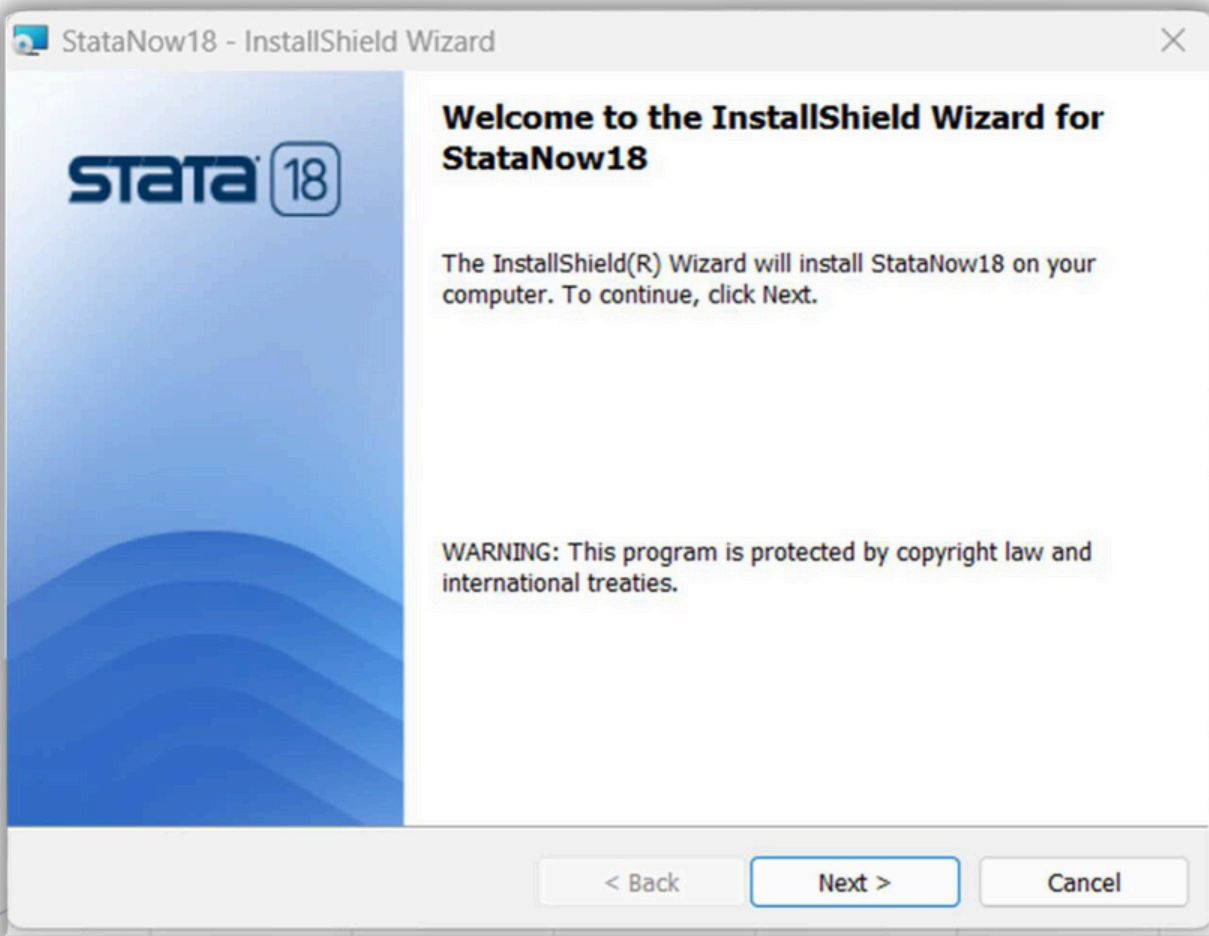 StataNow18 - InstallShield Wizard
STATA 18
Welcome to the InstallShield Wizard for
StataNow18
The InstallShield(R) Wizard will install StataNow18 on your
computer. To continue, click Next.
WARNING: This program is protected by copyright law and
international treaties.
< Back
Next >
Cancel